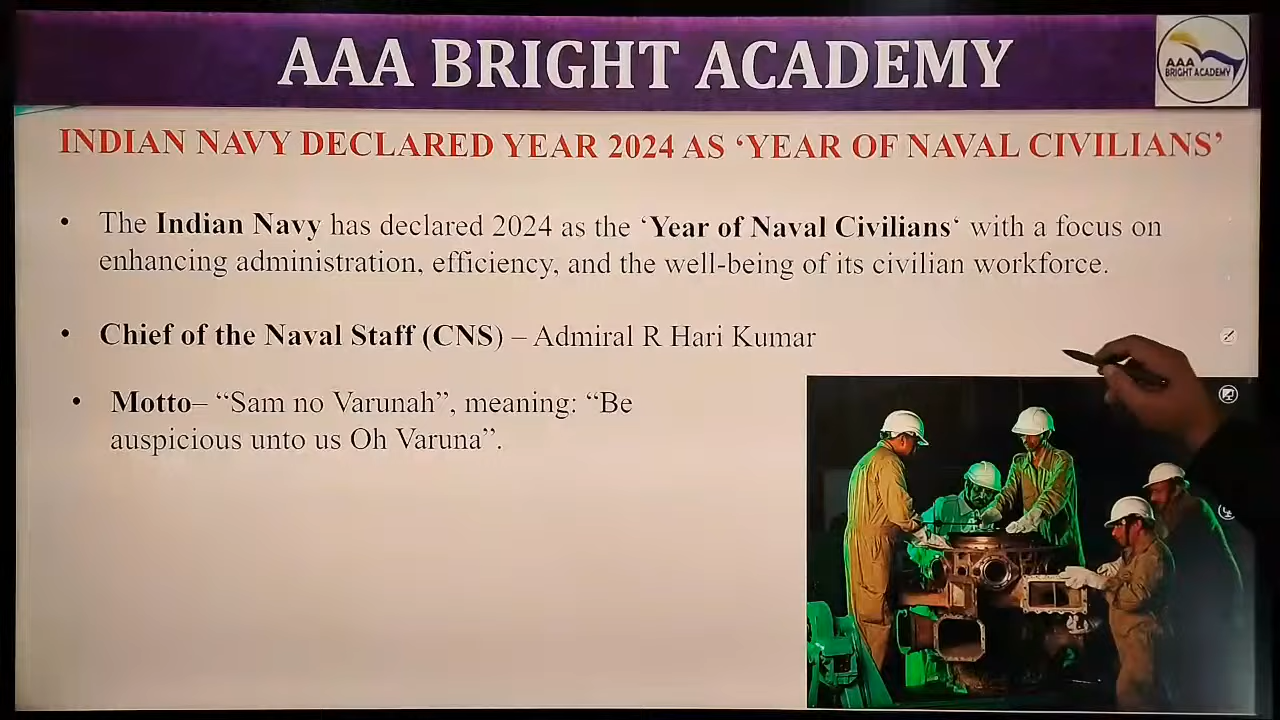 AAA BRIGHT ACADEMY
AAA
BRIGHT ACADEMY
INDIAN NAVY DECLARED YEAR 2024 AS ‘YEAR OF NAVAL CIVILIANS’
• The Indian Navy has declared 2024 as the ‘Year of Naval Civilians‘ with a focus on
enhancing administration, efficiency, and the well-being of its civilian workforce.
• Chief of the Naval Staff (CNS) – Admiral R Hari Kumar
• Motto– “Sam no Varunah”, meaning: “Be
auspicious unto us Oh Varuna”.